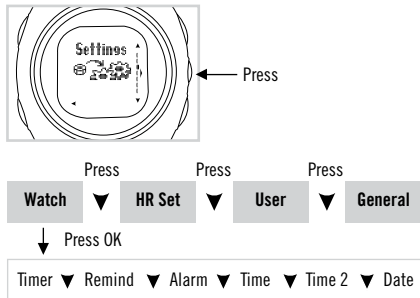 Settings
Press
Press Press Press
Watch HR Set User General
Press OK
Timer Remind Alarm Time Time 2 Date